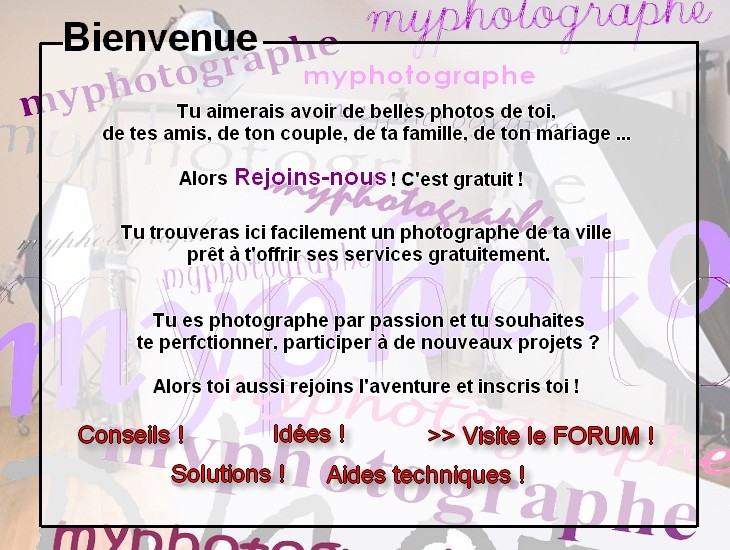 Bienvenue
myphotographe
myphotographe
myphotographe
Tu aimerais avoir de belles photos de toi,
de tes amis, de ton couple, de ta famille, de ton mariage ...
myphotographe
Alors Rejoins-nous ! C'est gratuit !
myphotographe
Tu trouveras ici facilement un photographe de ta ville
myphotographe
prêt à t'offrir ses services gratuitement.
myphotographe
myphoto
Tu es photographe par passion et tu souhaites
te perfctionner, participer à de nouveaux projets ?
Alors toi aussi rejoins l'aventure et inscris toi !
myphotographe
Conseils !
Idées !
>> Visite le FORUM !
myphotographe
Solutions !
Aides techniques !